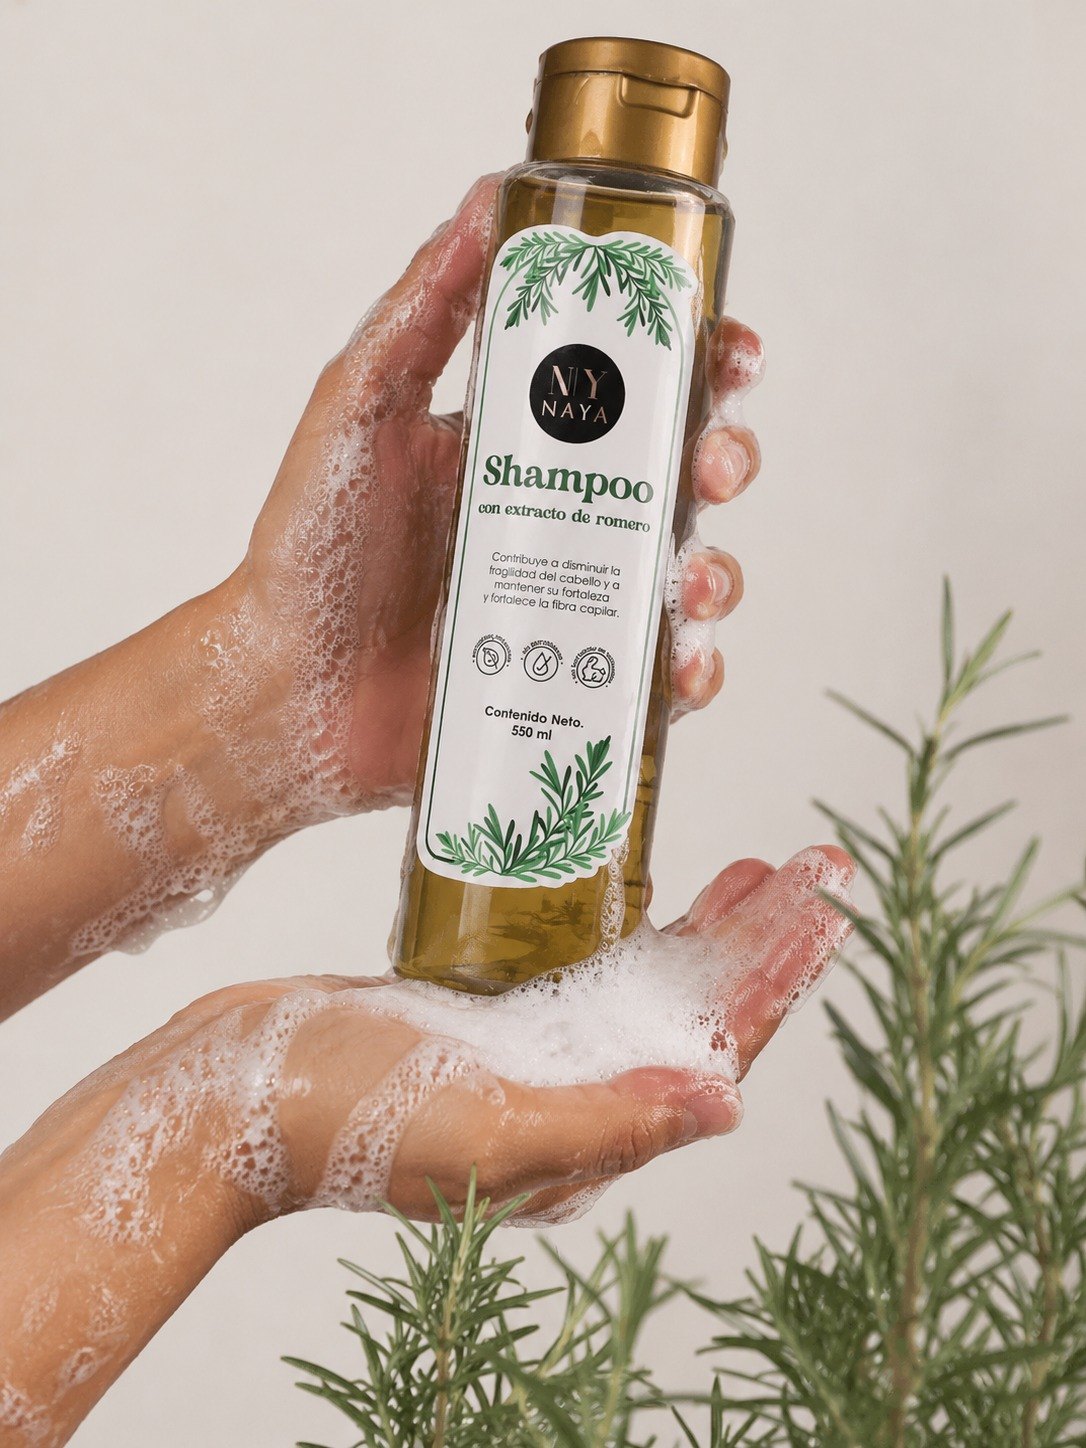 NY
NAYA
Shampoo
con extracto de romero
Contribuye a disminuir la
fragilidad del cabello y a
mantener su fortaleza
y fortalece la fibra capilar.
Contenido Neto.
550 ml